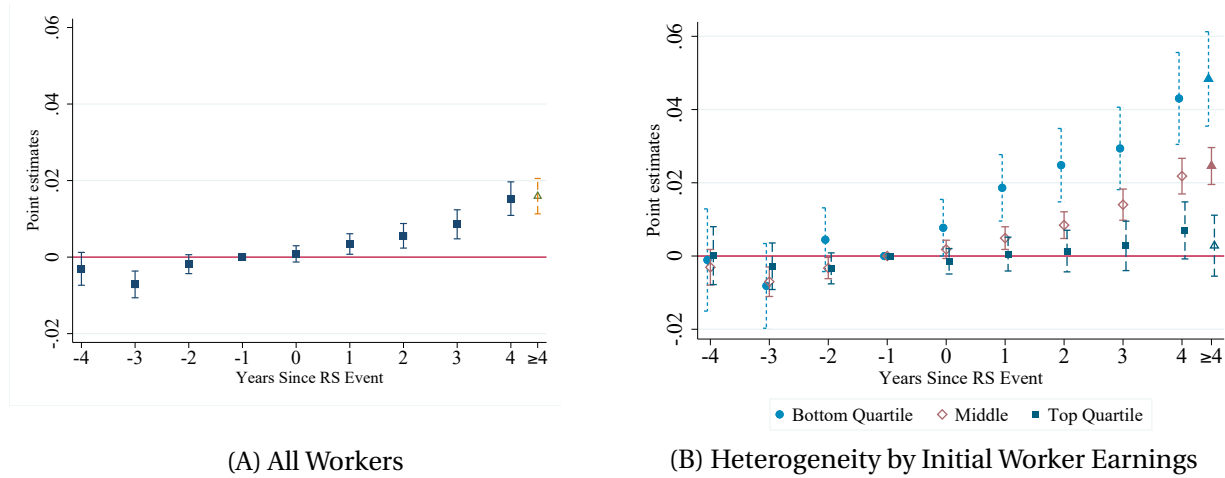 .06
.04
.02
0
-.02
Point estimates
-4 -3 -2 -1 0 1 2 3 4 ≥4
Years Since RS Event
(A) All Workers
.06
.04
.02
0
-.02
Point estimates
-4 -3 -2 -1 0 1 2 3 4 ≥4
Years Since RS Event
Bottom Quartile Middle Top Quartile
(B) Heterogeneity by Initial Worker Earnings